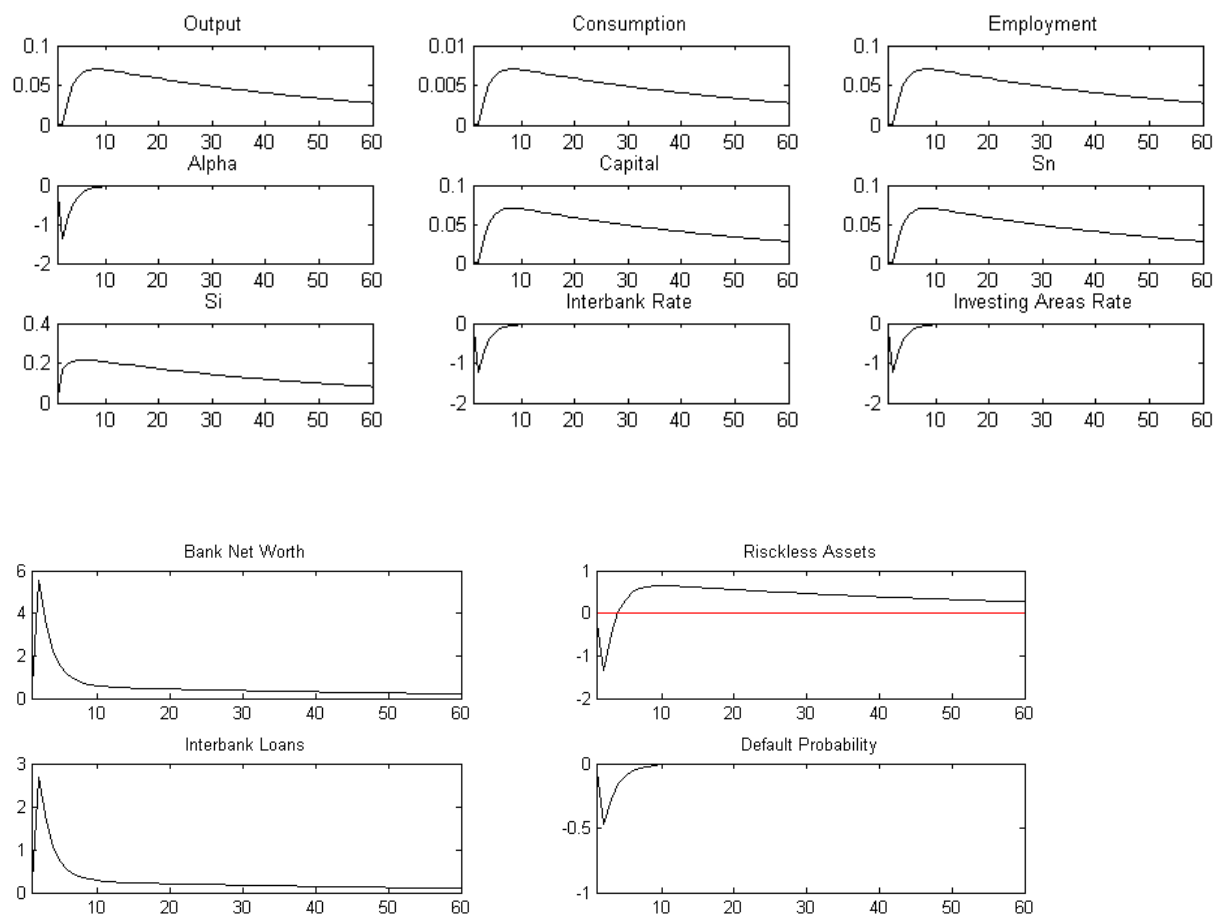 Output Consumption Employment
0.1 0.01 0.1
0.05 0.005 0.05
0 0 0
10 20 30 40 50 60 10 20 30 40 50 60 10 20 30 40 50 60
Alpha Capital Sn
0 0.1 0.1
-1 0.05 0.05
-2 0 0
10 20 30 40 50 60 10 20 30 40 50 60 10 20 30 40 50 60
Si Interbank Rate Investing Areas Rate
0.4 0 0
0.2 -1 -1
0 -2 -2
10 20 30 40 50 60 10 20 30 40 50 60 10 20 30 40 50 60
Bank Net Worth Risckless Assets
6 1
4 0
2 -1
0 -2
10 20 30 40 50 60 10 20 30 40 50 60
Interbank Loans Default Probability
3 0
2
-0.5
1
0 -1
10 20 30 40 50 60 10 20 30 40 50 60